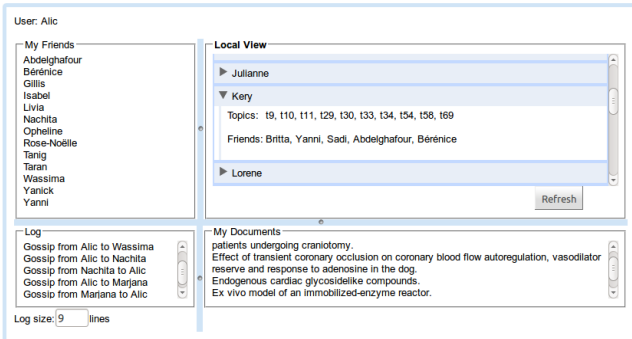 User: Alic
My Friends
Abdelghafour
Bérénice
Gillis
Isabel
Livia
Nachita
Opheline
Rose-Noëlle
Tanig
Taran
Wassima
Yanick
Yanni
Local View
Julianne
Kery
Topics: t9, t10, t11, t29, t30, t33, t34, t54, t58, t69
Friends: Britta, Yanni, Sadi, Abdelghafour, Bérénice
Lorene
Refresh
Log
Gossip from Alic to Wassima
Gossip from Alic to Nachita
Gossip from Nachita to Alic
Gossip from Alic to Marjana
Gossip from Marjana to Alic
My Documents
patients undergoing craniotomy.
Effect of transient coronary occlusion on coronary blood flow autoregulation, vasodilator
reserve and response to adenosine in the dog.
Endogenous cardiac glycosidelike compounds.
Ex vivo model of an immobilized-enzyme reactor.
Log size: 9 lines